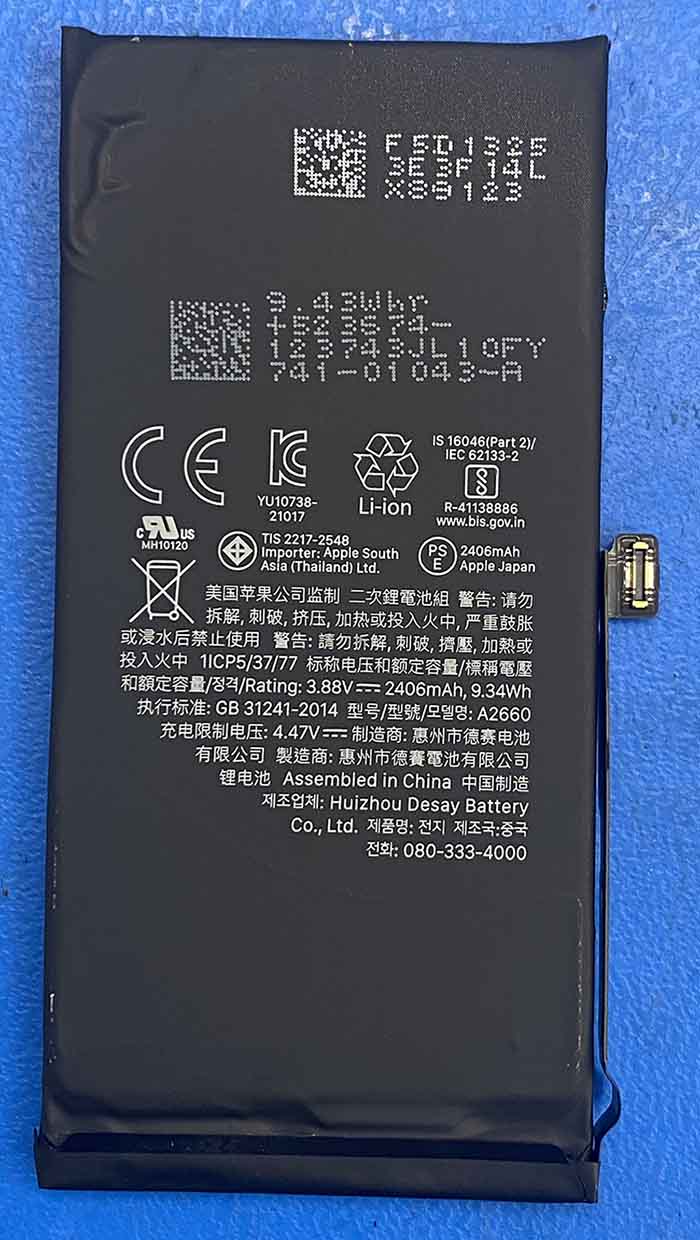 F5D1325
3E3F14L
X89123
9.43Whr
+523574-
123743JL10FY
741-01043-A
IS 16046(Part 2)/
IEC 62133-2
YU10738-
21017
Li-ion
R-41138886
www.bis.gov.in
c UL US
MH10120
TIS 2217-2548
Importer: Apple South
Asia (Thailand) Ltd.
PS
E
2406mAh
Apple Japan
美国苹果公司监制 二次鋰電池組 警告: 请勿
拆解, 刺破, 挤压, 加热或投入火中, 严重鼓胀
或浸水后禁止使用 警告: 請勿拆解, 刺破, 擠壓, 加熱或
投入火中 1ICP5/37/77 标称电压和额定容量/標稱電壓
和額定容量/정격/Rating: 3.88V⎓ 2406mAh, 9.34Wh
执行标准: GB 31241-2014 型号/型號/모델명: A2660
充电限制电压: 4.47V⎓ 制造商: 惠州市德赛电池
有限公司 製造商: 惠州市德賽電池有限公司
锂电池 Assembled in China 中国制造
제조업체: Huizhou Desay Battery
Co., Ltd. 제품명: 전지 제조국:중국
전화: 080-333-4000